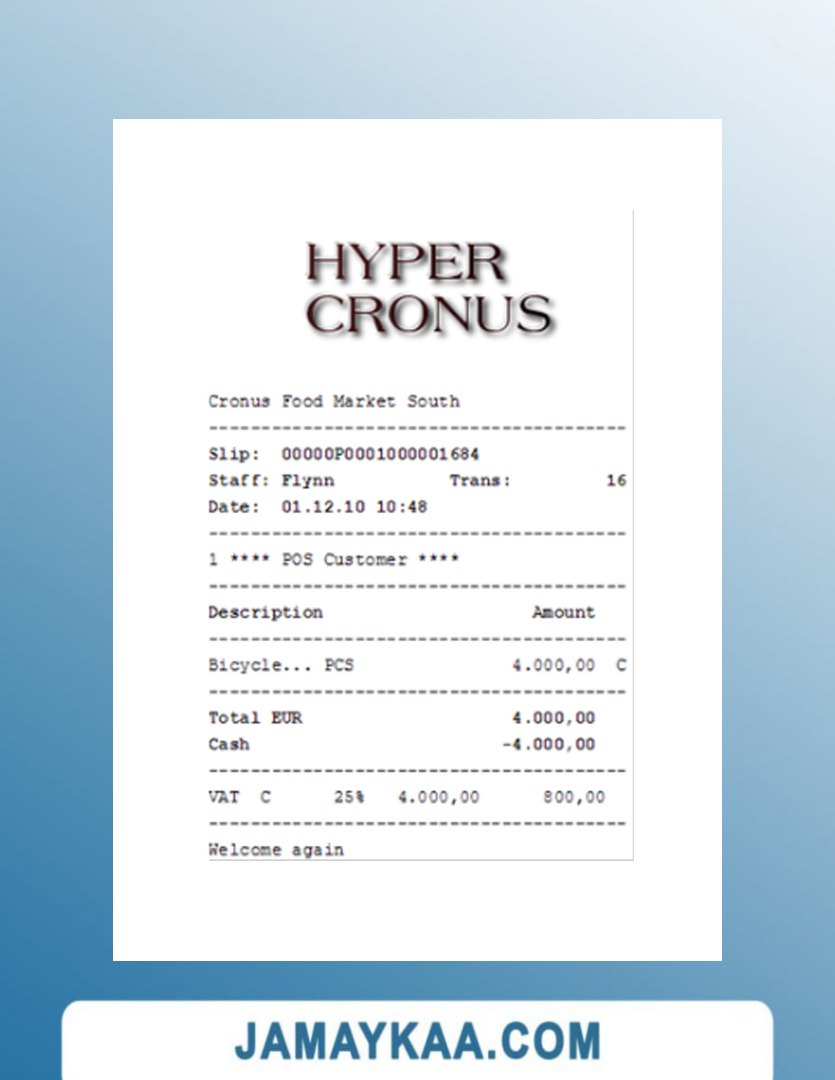 HYPER
CRONUS
Cronus Food Market South
----------------------------------------
Slip: 00000P0001000001684
Staff: Flynn Trans: 16
Date: 01.12.10 10:48
----------------------------------------
1 **** POS Customer ****
----------------------------------------
Description Amount
----------------------------------------
Bicycle... PCS 4.000,00 C
----------------------------------------
Total EUR 4.000,00
Cash -4.000,00
----------------------------------------
VAT C 25% 4.000,00 800,00
----------------------------------------
Welcome again
JAMAYKAA.COM